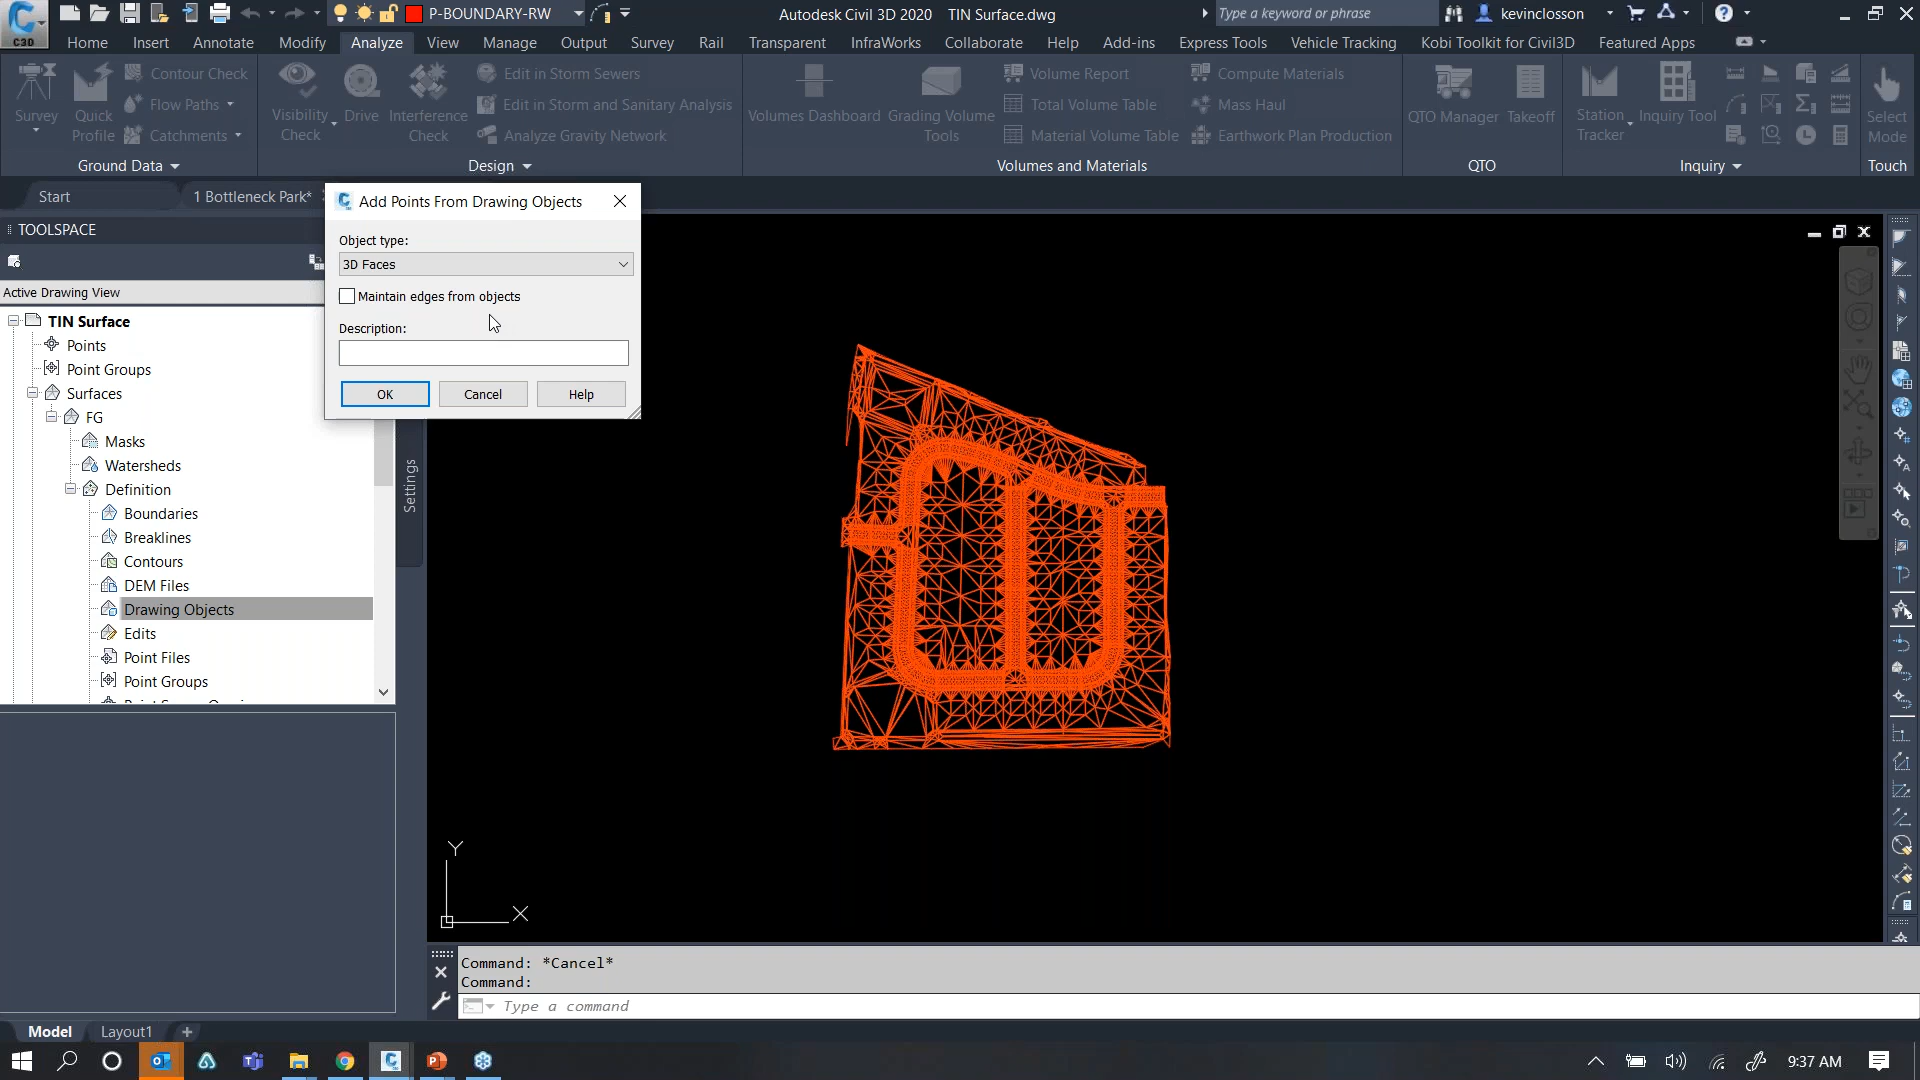 P-BOUNDARY-RW
Autodesk Civil 3D 2020 TIN Surface.dwg
Type a keyword or phrase
kevinclosson
C3D
Home Insert Annotate Modify Analyze View Manage Output Survey Rail Transparent InfraWorks Collaborate Help Add-ins Express Tools Vehicle Tracking Kobi Toolkit for Civil3D Featured Apps
Survey
Quick Profile
Contour Check
Flow Paths
Catchments
Ground Data
Visibility Check
Drive
Interference Check
Edit in Storm Sewers
Edit in Storm and Sanitary Analysis
Analyze Gravity Network
Design
Volumes Dashboard
Grading Volume Tools
Volume Report
Total Volume Table
Material Volume Table
Compute Materials
Mass Haul
Earthwork Plan Production
Volumes and Materials
QTO Manager
Takeoff
QTO
Station Tracker
Inquiry Tool
Inquiry
Select Mode
Touch
Start
1 Bottleneck Park*
TOOLSPACE
Active Drawing View
TIN Surface
Points
Point Groups
Surfaces
FG
Masks
Watersheds
Definition
Boundaries
Breaklines
Contours
DEM Files
Drawing Objects
Edits
Point Files
Point Groups
Settings
Add Points From Drawing Objects
Object type:
3D Faces
Maintain edges from objects
Description:
OK
Cancel
Help
Y
X
Command: *Cancel*
Command:
Type a command
Model
Layout1
9:37 AM